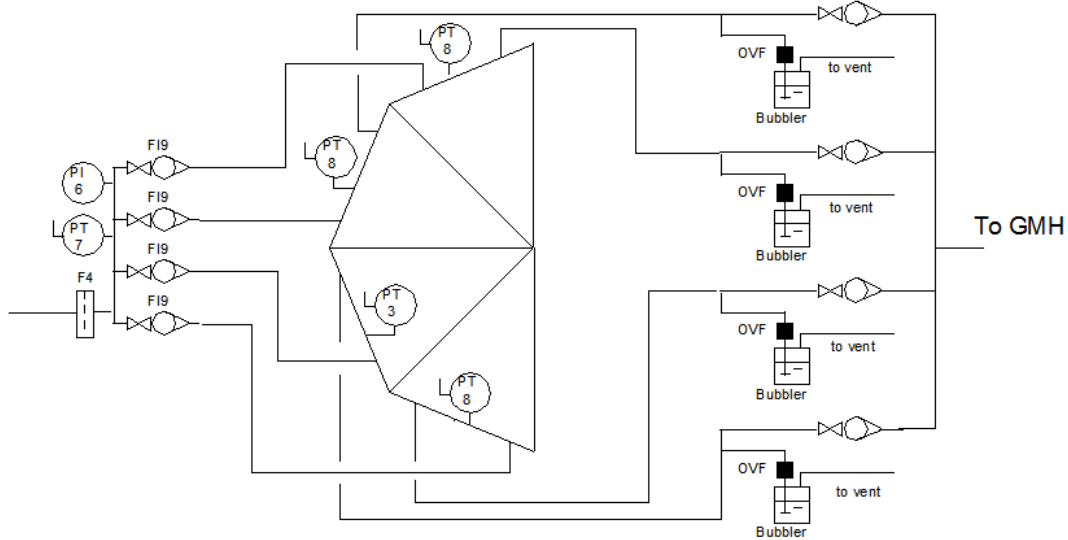 PT
8
OVF
to vent
Bubbler
FI9
PT
8
PI
6
FI9
OVF
to vent
Bubbler
PT
7
To GMH
FI9
F4
FI9
PT
3
OVF
to vent
Bubbler
PT
8
OVF
to vent
Bubbler